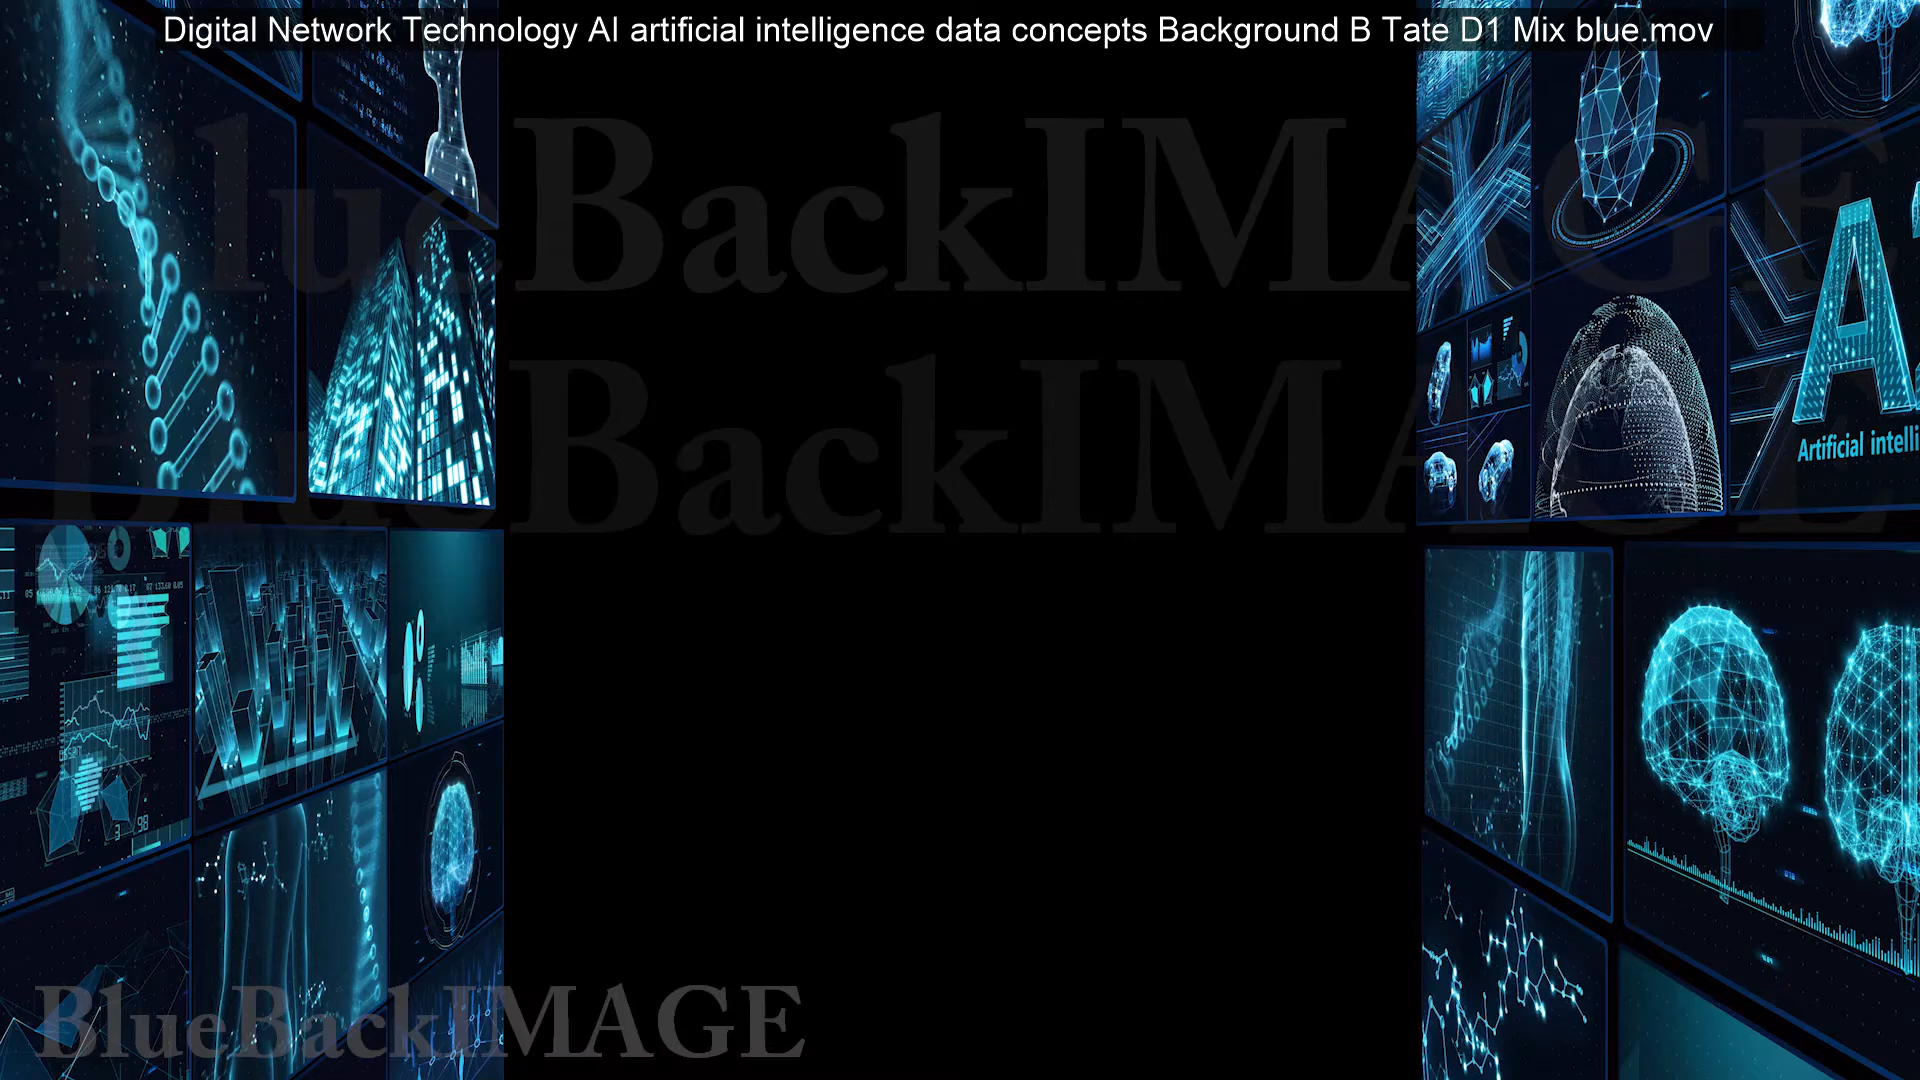 Digital Network Technology AI artificial intelligence data concepts Background B Tate D1 Mix blue.mov
BlueBackIMAGE
BlueBackIMAGE
Artificial intelli
BlueBackIMAGE